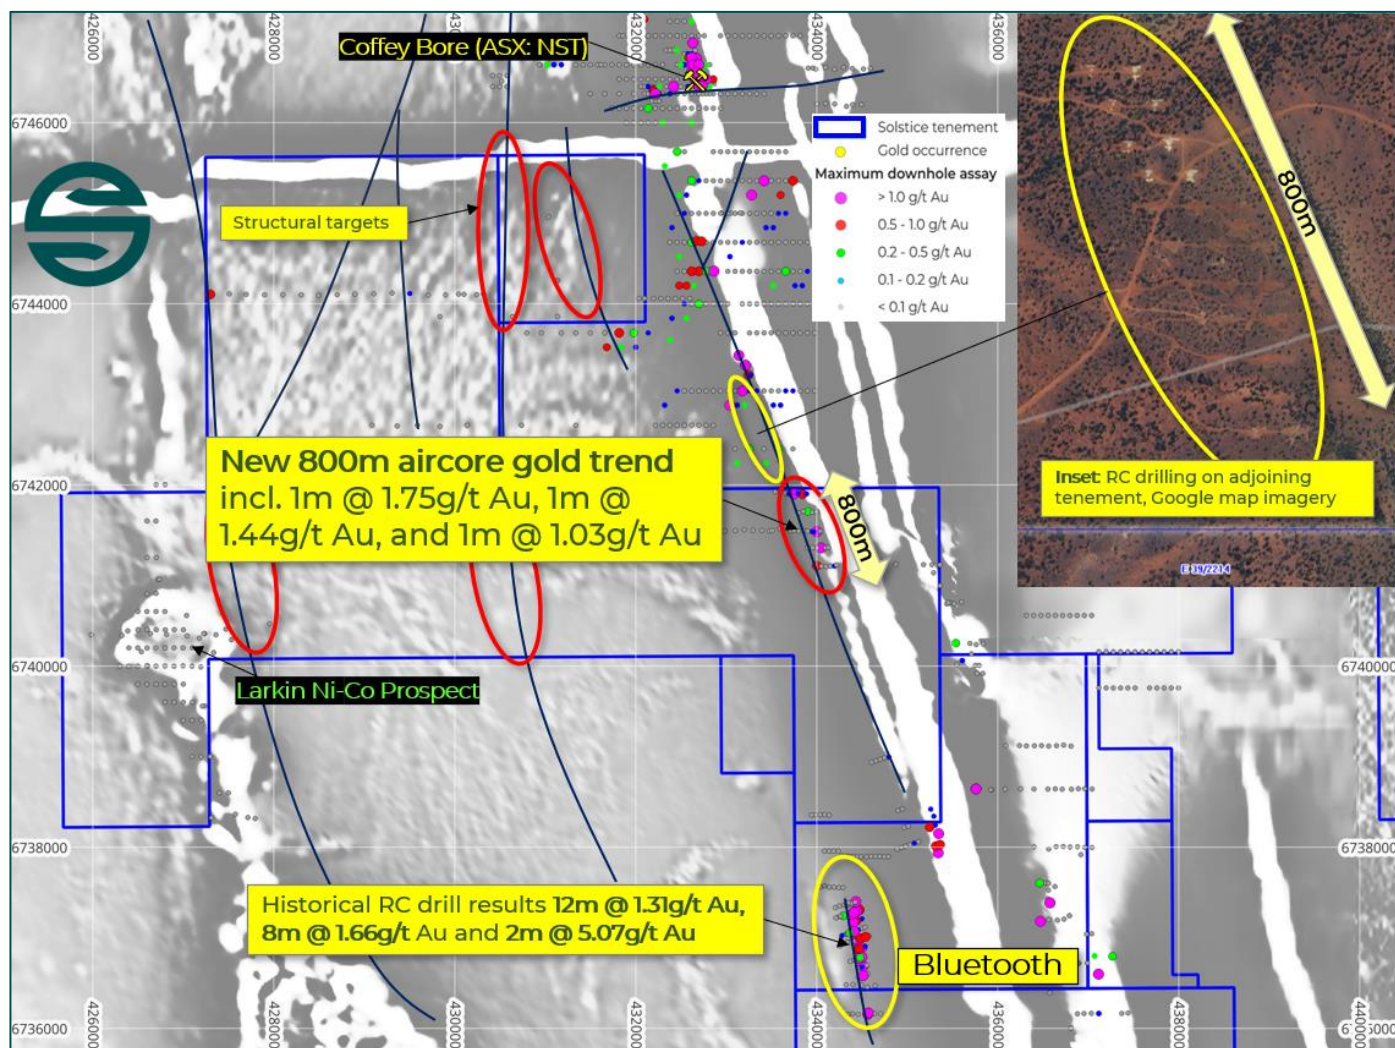 426000
428000
430000
432000
434000
436000
Coffey Bore (ASX: NST)
6746000
Solstice tenement
Gold occurrence
Maximum downhole assay
> 1.0 g/t Au
0.5 - 1.0 g/t Au
0.2 - 0.5 g/t Au
0.1 - 0.2 g/t Au
< 0.1 g/t Au
800m
Structural targets
6744000
New 800m aircore gold trend
incl. 1m @ 1.75g/t Au, 1m @
1.44g/t Au, and 1m @ 1.03g/t Au
6742000
800m
Inset: RC drilling on adjoining
tenement, Google map imagery
E 39/2214
6740000
6740000
Larkin Ni-Co Prospect
6738000
6738000
Historical RC drill results 12m @ 1.31g/t Au,
8m @ 1.66g/t Au and 2m @ 5.07g/t Au
Bluetooth
6736000
426000
428000
430000
432000
434000
436000
438000